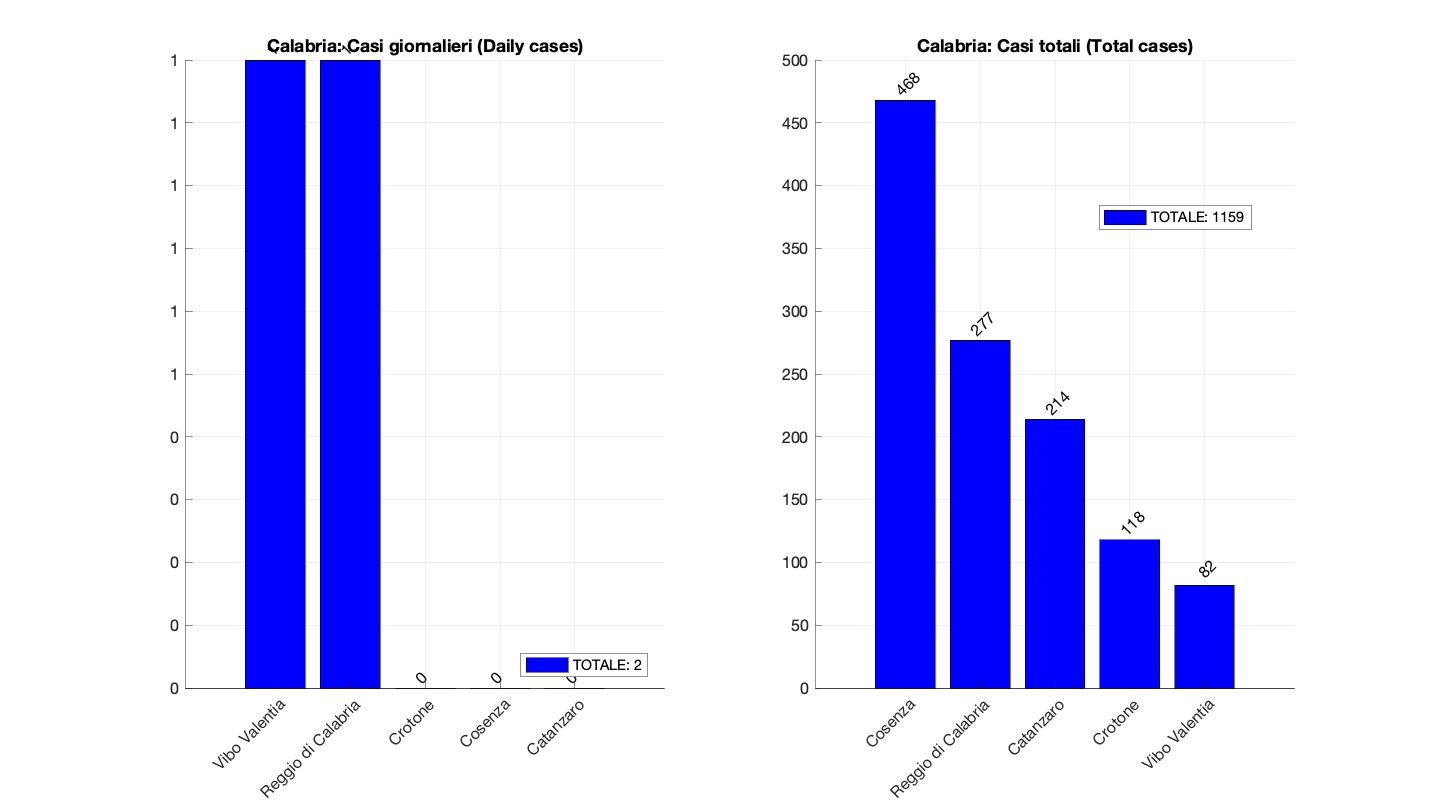 Calabria: Casi giornalieri (Daily cases)
1
1
1
1
1
1
0
0
0
0
0
0
0
TOTALE: 2
Vibo Valentia
Reggio di Calabria
Crotone
Cosenza
Catanzaro
Calabria: Casi totali (Total cases)
500
450
400
350
300
250
200
150
100
50
0
468
277
214
118
82
TOTALE: 1159
Cosenza
Reggio di Calabria
Catanzaro
Crotone
Vibo Valentia